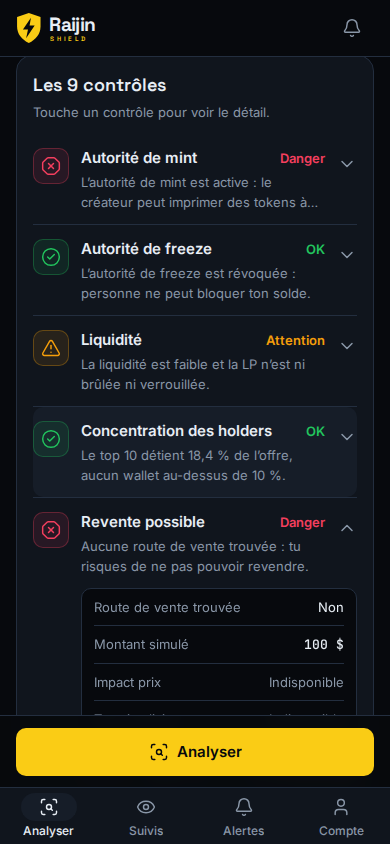 Raijin
SHIELD
Les 9 contrôles
Touche un contrôle pour voir le détail.
Autorité de mint
Danger
L'autorité de mint est active : le
créateur peut imprimer des tokens à…
Autorité de freeze
OK
L'autorité de freeze est révoquée :
personne ne peut bloquer ton solde.
Liquidité
Attention
La liquidité est faible et la LP n'est ni
brûlée ni verrouillée.
Concentration des holders
OK
Le top 10 détient 18,4 % de l'offre,
aucun wallet au-dessus de 10 %.
Revente possible
Danger
Aucune route de vente trouvée : tu
risques de ne pas pouvoir revendre.
Route de vente trouvée
Non
Montant simulé
100 $
Impact prix
Indisponible
Analyser
Analyser
Suivis
Alertes
Compte